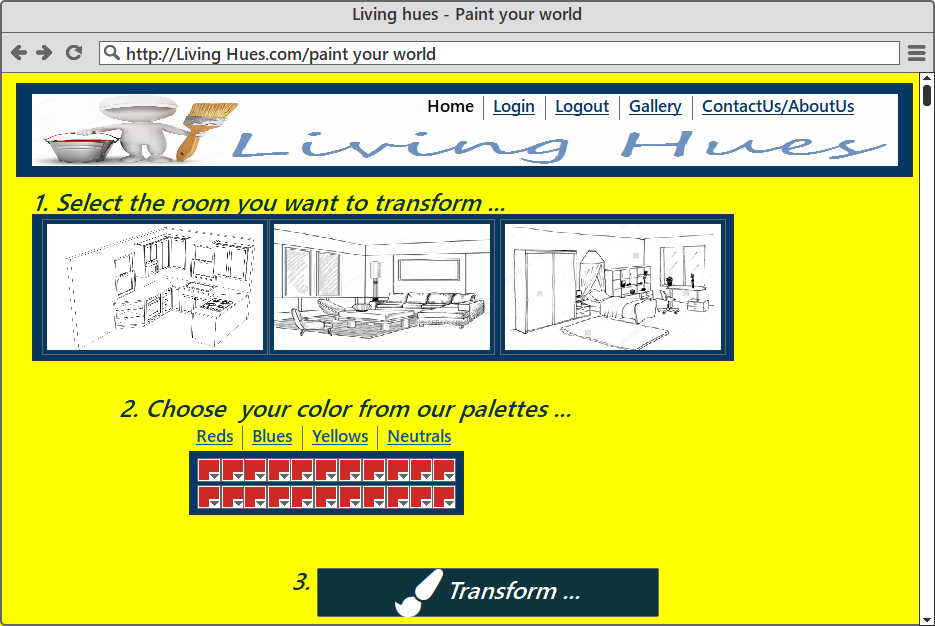 Living hues - Paint your world
http://Living Hues.com/paint your world
Home Login Logout Gallery ContactUs/AboutUs
Living Hues
1. Select the room you want to transform ...
2. Choose  your color from our palettes ...
Reds Blues Yellows Neutrals
3. Transform ...